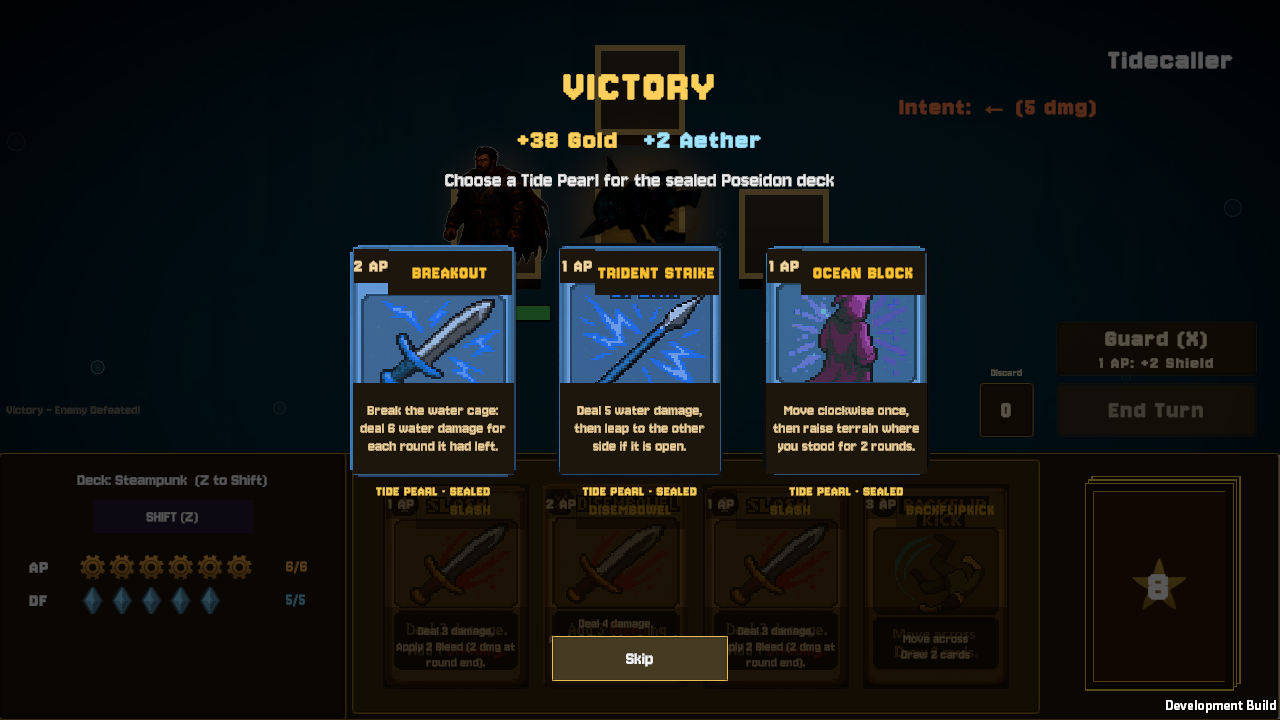 VICTORY
Tidecaller
Intent: ← (5 dmg)
+38 Gold +2 Aether
Choose a Tide Pearl for the sealed Poseidon deck
2 AP BREAKOUT
1 AP TRIDENT STRIKE
1 AP OCEAN BLOCK
Break the water cage:
deal 6 water damage for
each round it had left.
Deal 5 water damage,
then leap to the other
side if it is open.
Move clockwise once,
then raise terrain where
you stood for 2 rounds.
TIDE PEARL · SEALED
TIDE PEARL · SEALED
TIDE PEARL · SEALED
Guard (X)
1 AP: +2 Shield
Discard
0
End Turn
Victory - Enemy Defeated!
Deck: Steampunk (Z to Shift)
SHIFT (Z)
AP 6/6
DF 5/5
1 AP SLASH
2 AP DISEMBOWEL
1 AP SLASH
3 AP BACKFLIPKICK
Deal 3 damage,
Apply 2 Bleed (2 dmg at
round end).
Deal 4 damage,
Deal 3 damage,
Apply 2 Bleed (2 dmg at
round end).
Move across
Draw 2 cards
8
Skip
Development Build